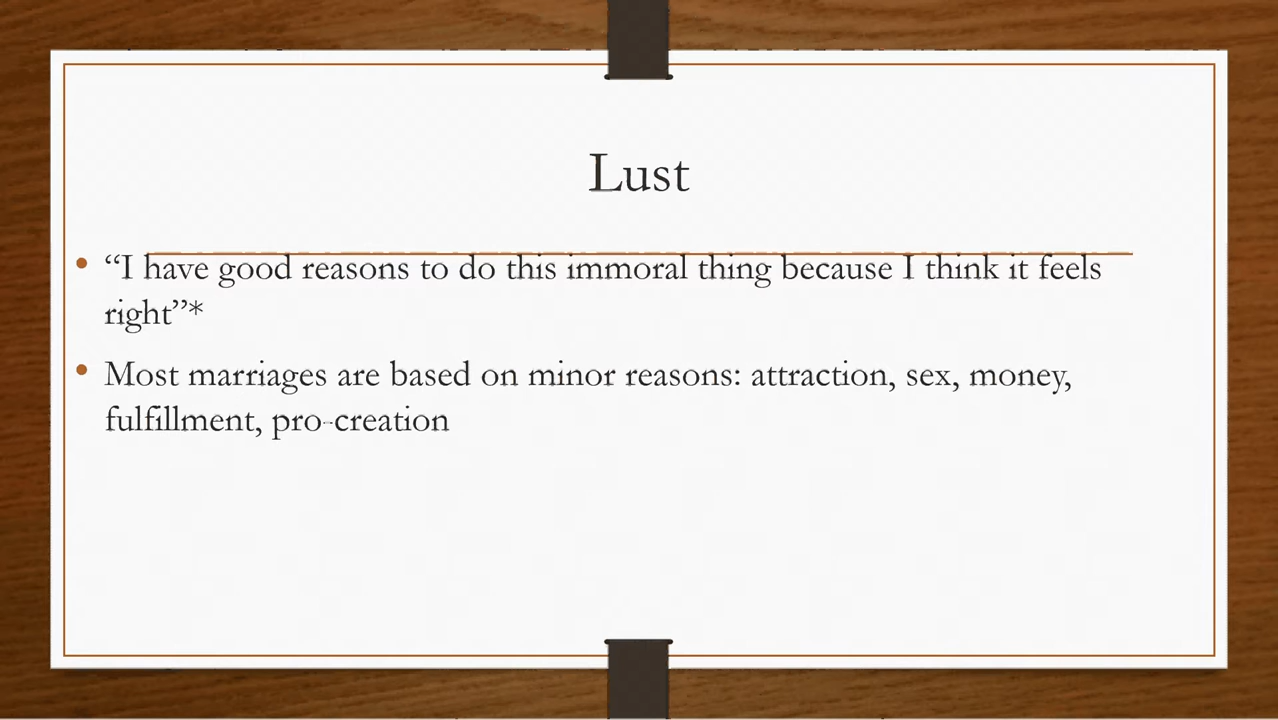 Lust
• “I have good reasons to do this immoral thing because I think it feels
right”*
• Most marriages are based on minor reasons: attraction, sex, money,
fulfillment, pro-creation